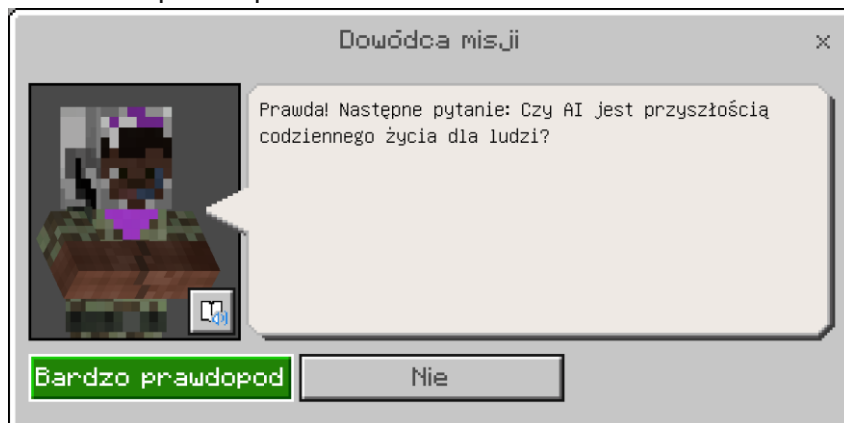 Dowódca misji
x
Prawda! Następne pytanie: Czy AI jest przyszłością
codziennego życia dla ludzi?
Bardzo prawdopod
Nie